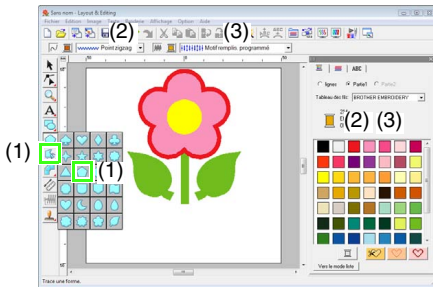 Sans nom - Layout & Editing
Fichier Edition Image Texte Broderie Affichage Option Aide
(2) (3)
Point zigzag Motif remplis. programmé
ABC
Lignes Partie1 Partie2
Tableau des fils: BROTHER EMBROIDERY
(2) (3)
(1)
(1)
Vers le mode liste
Trace une forme.